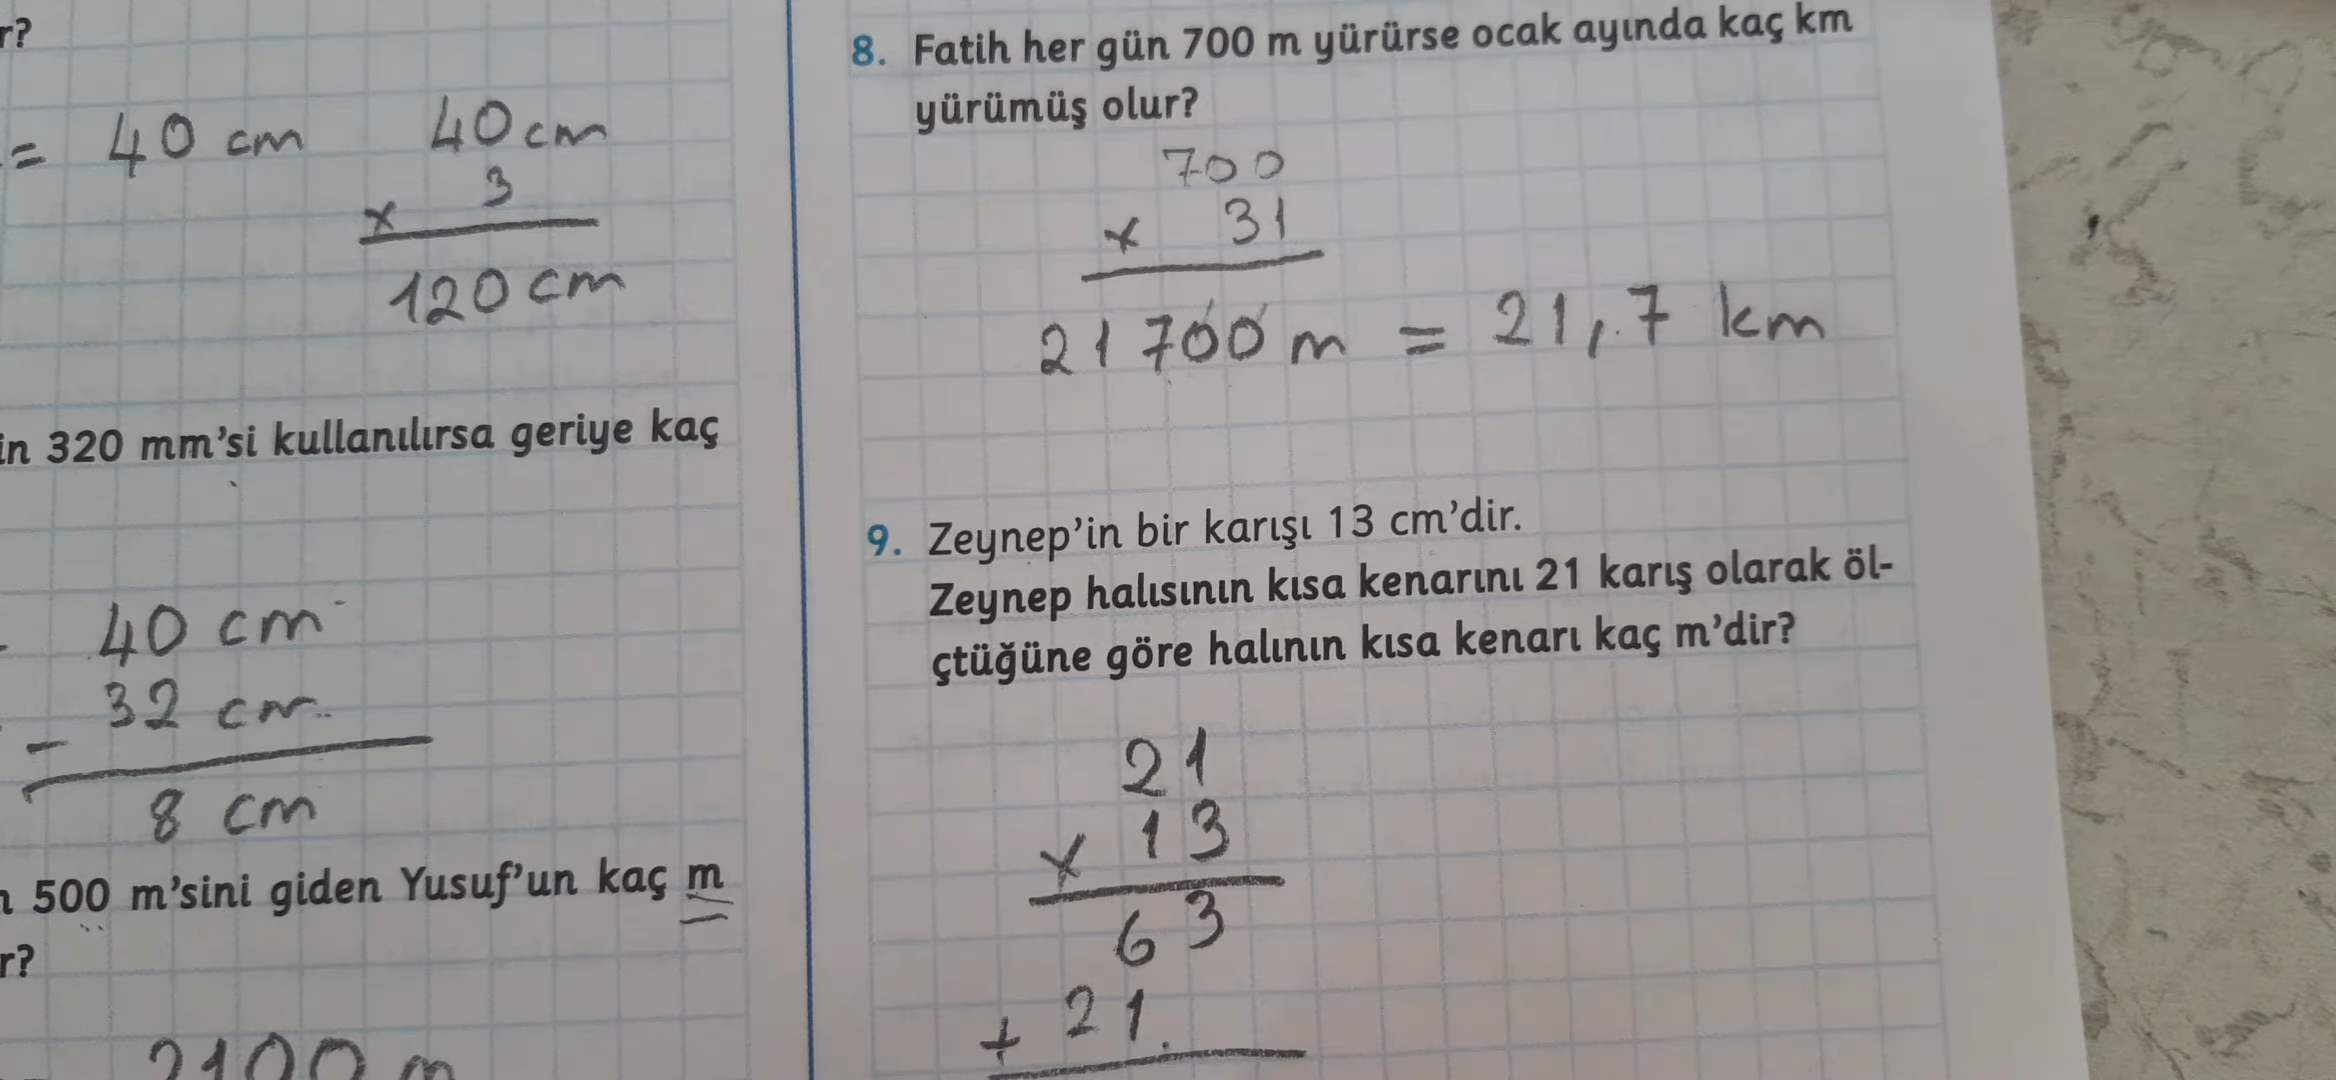 r?
= 40 cm
40 cm
x 3
120 cm
in 320 mm'si kullanılırsa geriye kaç
40 cm
- 32 cm
8 cm
500 m'sini giden Yusuf'un kaç m
r?
2100 m
8. Fatih her gün 700 m yürürse ocak ayında kaç km
yürümüş olur?
700
x 31
21700 m = 21,7 km
9. Zeynep'in bir karışı 13 cm'dir.
Zeynep halısının kısa kenarını 21 karış olarak öl-
çtüğüne göre halının kısa kenarı kaç m'dir?
21
x 13
63
+ 21.